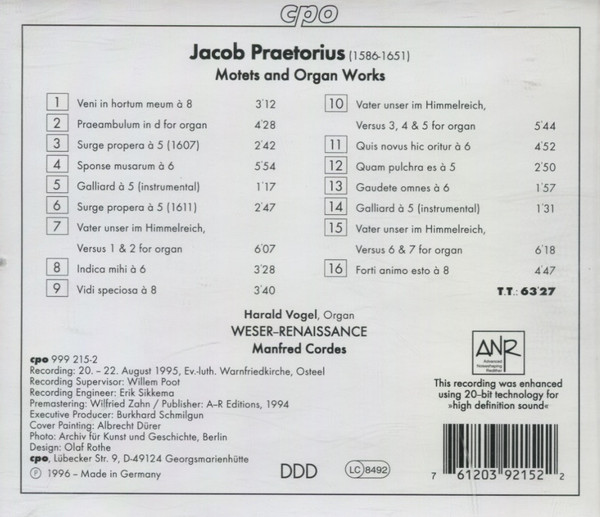 cpo
Jacob Praetorius (1586-1651)
Motets and Organ Works
1 Veni in hortum meum à 8 3'12
2 Praeambulum in d for organ 4'28
3 Surge propera à 5 (1607) 2'42
4 Sponse musarum à 6 5'54
5 Galliard à 5 (instrumental) 1'17
6 Surge propera à 5 (1611) 2'47
7 Vater unser im Himmelreich,
Versus 1 & 2 for organ 6'07
8 Indica mihi à 6 3'28
9 Vidi speciosa à 8 3'40
10 Vater unser im Himmelreich,
Versus 3, 4 & 5 for organ 5'44
11 Quis novus hic oritur à 6 4'52
12 Quam pulchra es à 5 2'50
13 Gaudete omnes à 6 1'57
14 Galliard à 5 (instrumental) 1'31
15 Vater unser im Himmelreich,
Versus 6 & 7 for organ 6'18
16 Forti animo esto à 8 4'47
T.T.: 63'27
Harald Vogel, Organ
WESER-RENAISSANCE
Manfred Cordes
cpo 999 215-2
Recording: 20. – 22. August 1995, Ev.-luth. Warnfriedkirche, Osteel
Recording Supervisor: Willem Poot
Recording Engineer: Erik Sikkema
Premastering: Wilfried Zahn / Publisher: A–R Editions, 1994
Executive Producer: Burkhard Schmilgun
Cover Painting: Albrecht Dürer
Photo: Archiv für Kunst und Geschichte, Berlin
Design: Olaf Rothe
cpo, Lübecker Str. 9, D-49124 Georgsmarienhütte
℗ 1996 – Made in Germany
DDD
LC 8492
ANR
Advanced
Noiseshaping
Redither
This recording was enhanced
using 20-bit technology for
»high definition sound«
7 61203 92152 2